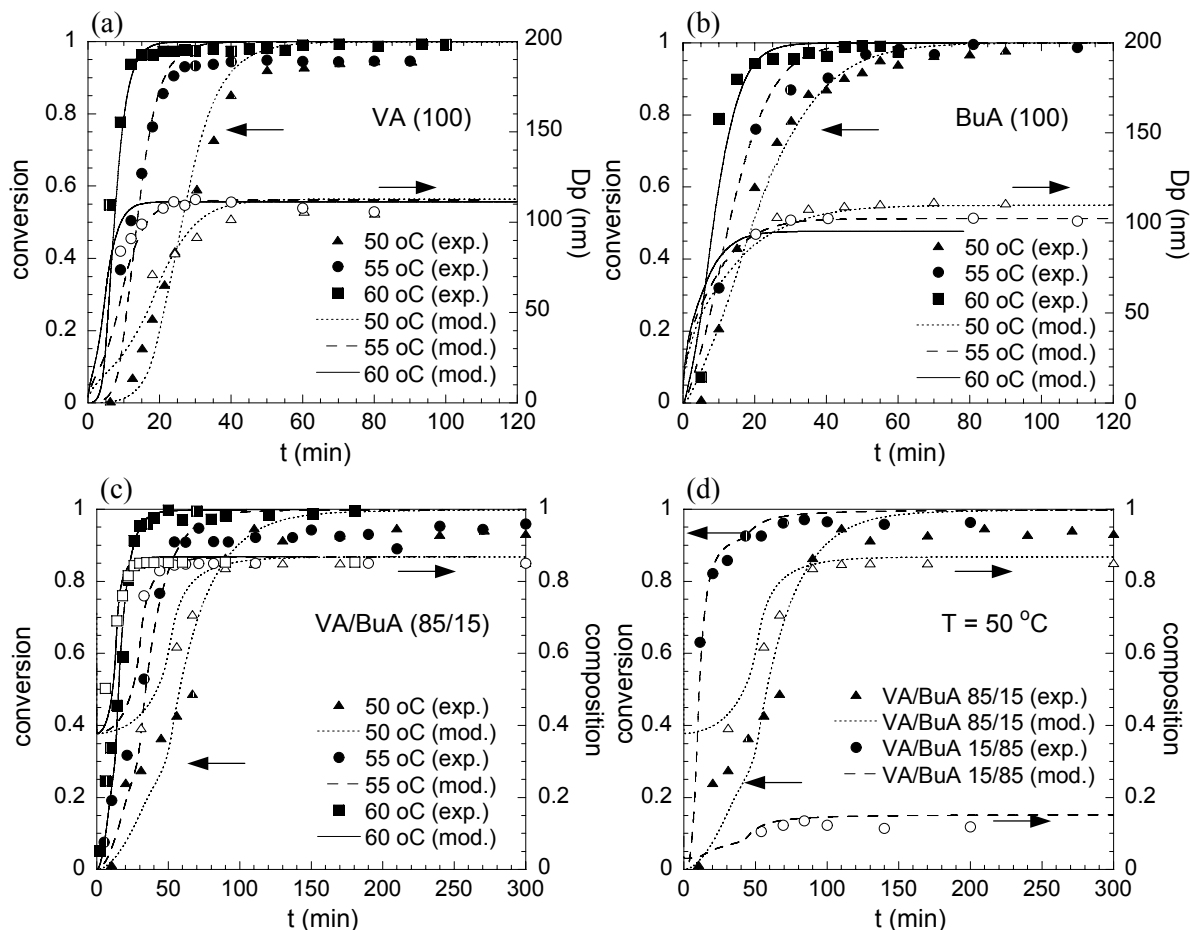 (a)
conversion
1
0.8
0.6
0.4
0.2
0
200
150
100
50
0
Dp (nm)
VA (100)
50 oC (exp.)
55 oC (exp.)
60 oC (exp.)
50 oC (mod.)
55 oC (mod.)
60 oC (mod.)
0 20 40 60 80 100 120
t (min)
(b)
conversion
1
0.8
0.6
0.4
0.2
0
200
150
100
50
0
Dp (nm)
BuA (100)
50 oC (exp.)
55 oC (exp.)
60 oC (exp.)
50 oC (mod.)
55 oC (mod.)
60 oC (mod.)
0 20 40 60 80 100 120
t (min)
(c)
conversion
1
0.8
0.6
0.4
0.2
0
1
0.8
0.6
0.4
0.2
0
composition
VA/BuA (85/15)
50 oC (exp.)
50 oC (mod.)
55 oC (exp.)
55 oC (mod.)
60 oC (exp.)
60 oC (mod.)
0 50 100 150 200 250 300
t (min)
(d)
conversion
1
0.8
0.6
0.4
0.2
0
1
0.8
0.6
0.4
0.2
0
composition
T = 50 °C
VA/BuA 85/15 (exp.)
VA/BuA 85/15 (mod.)
VA/BuA 15/85 (exp.)
VA/BuA 15/85 (mod.)
0 50 100 150 200 250 300
t (min)